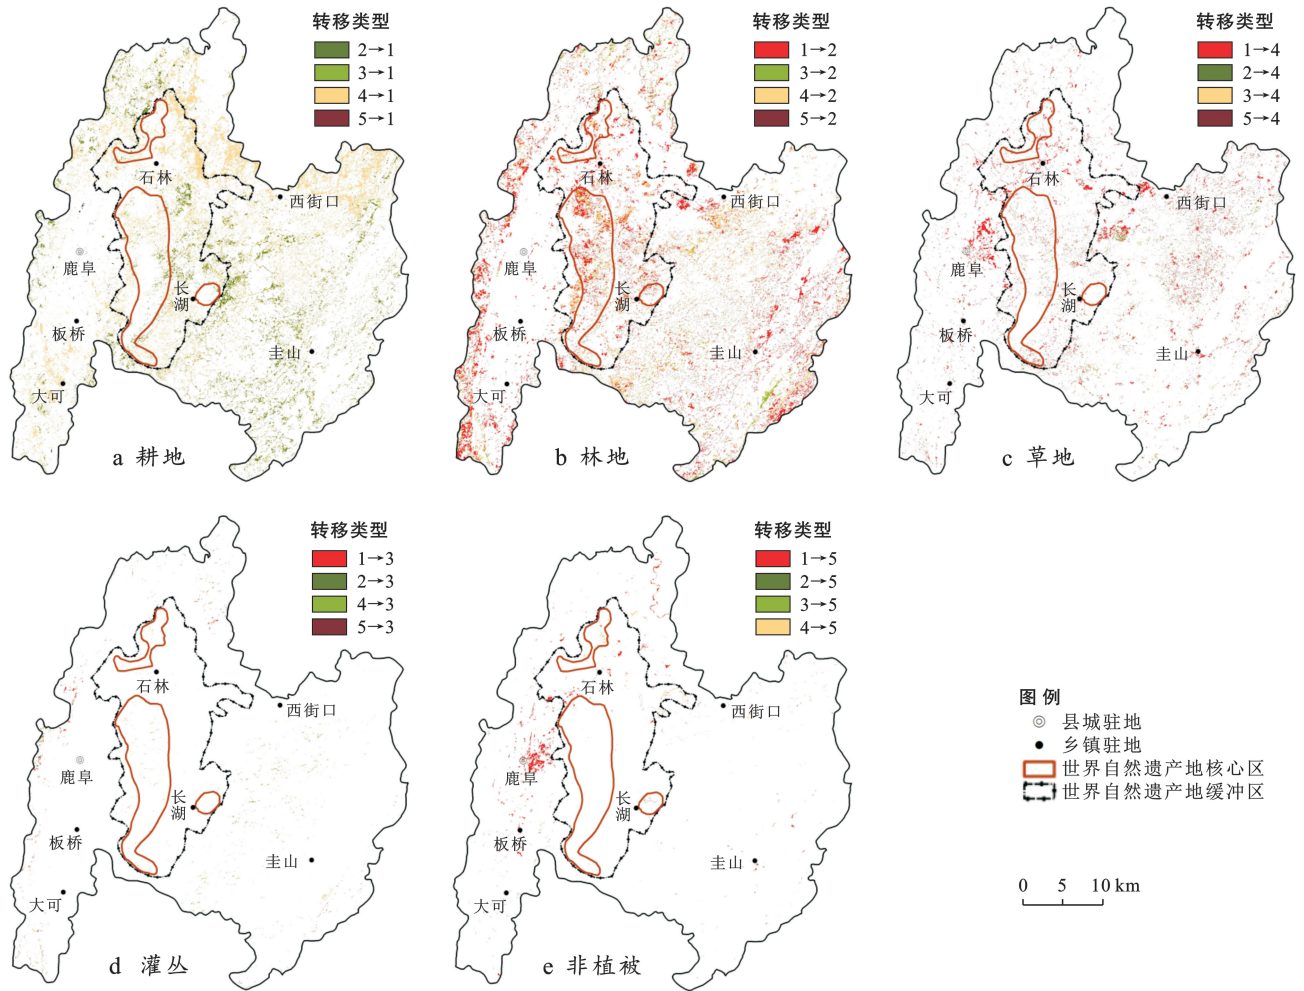 转移类型
2→1
3→1
4→1
5→1
石林
西街口
鹿阜
长湖
板桥
圭山
大可
a 耕地
转移类型
1→2
3→2
4→2
5→2
石林
西街口
鹿阜
长湖
板桥
圭山
大可
b 林地
转移类型
1→4
2→4
3→4
5→4
石林
西街口
鹿阜
长湖
板桥
圭山
大可
c 草地
转移类型
1→3
2→3
4→3
5→3
石林
西街口
鹿阜
长湖
板桥
圭山
大可
d 灌丛
转移类型
1→5
2→5
3→5
4→5
石林
西街口
鹿阜
长湖
板桥
圭山
大可
e 非植被
图例
县城驻地
乡镇驻地
世界自然遗产地核心区
世界自然遗产地缓冲区
0 5 10 km